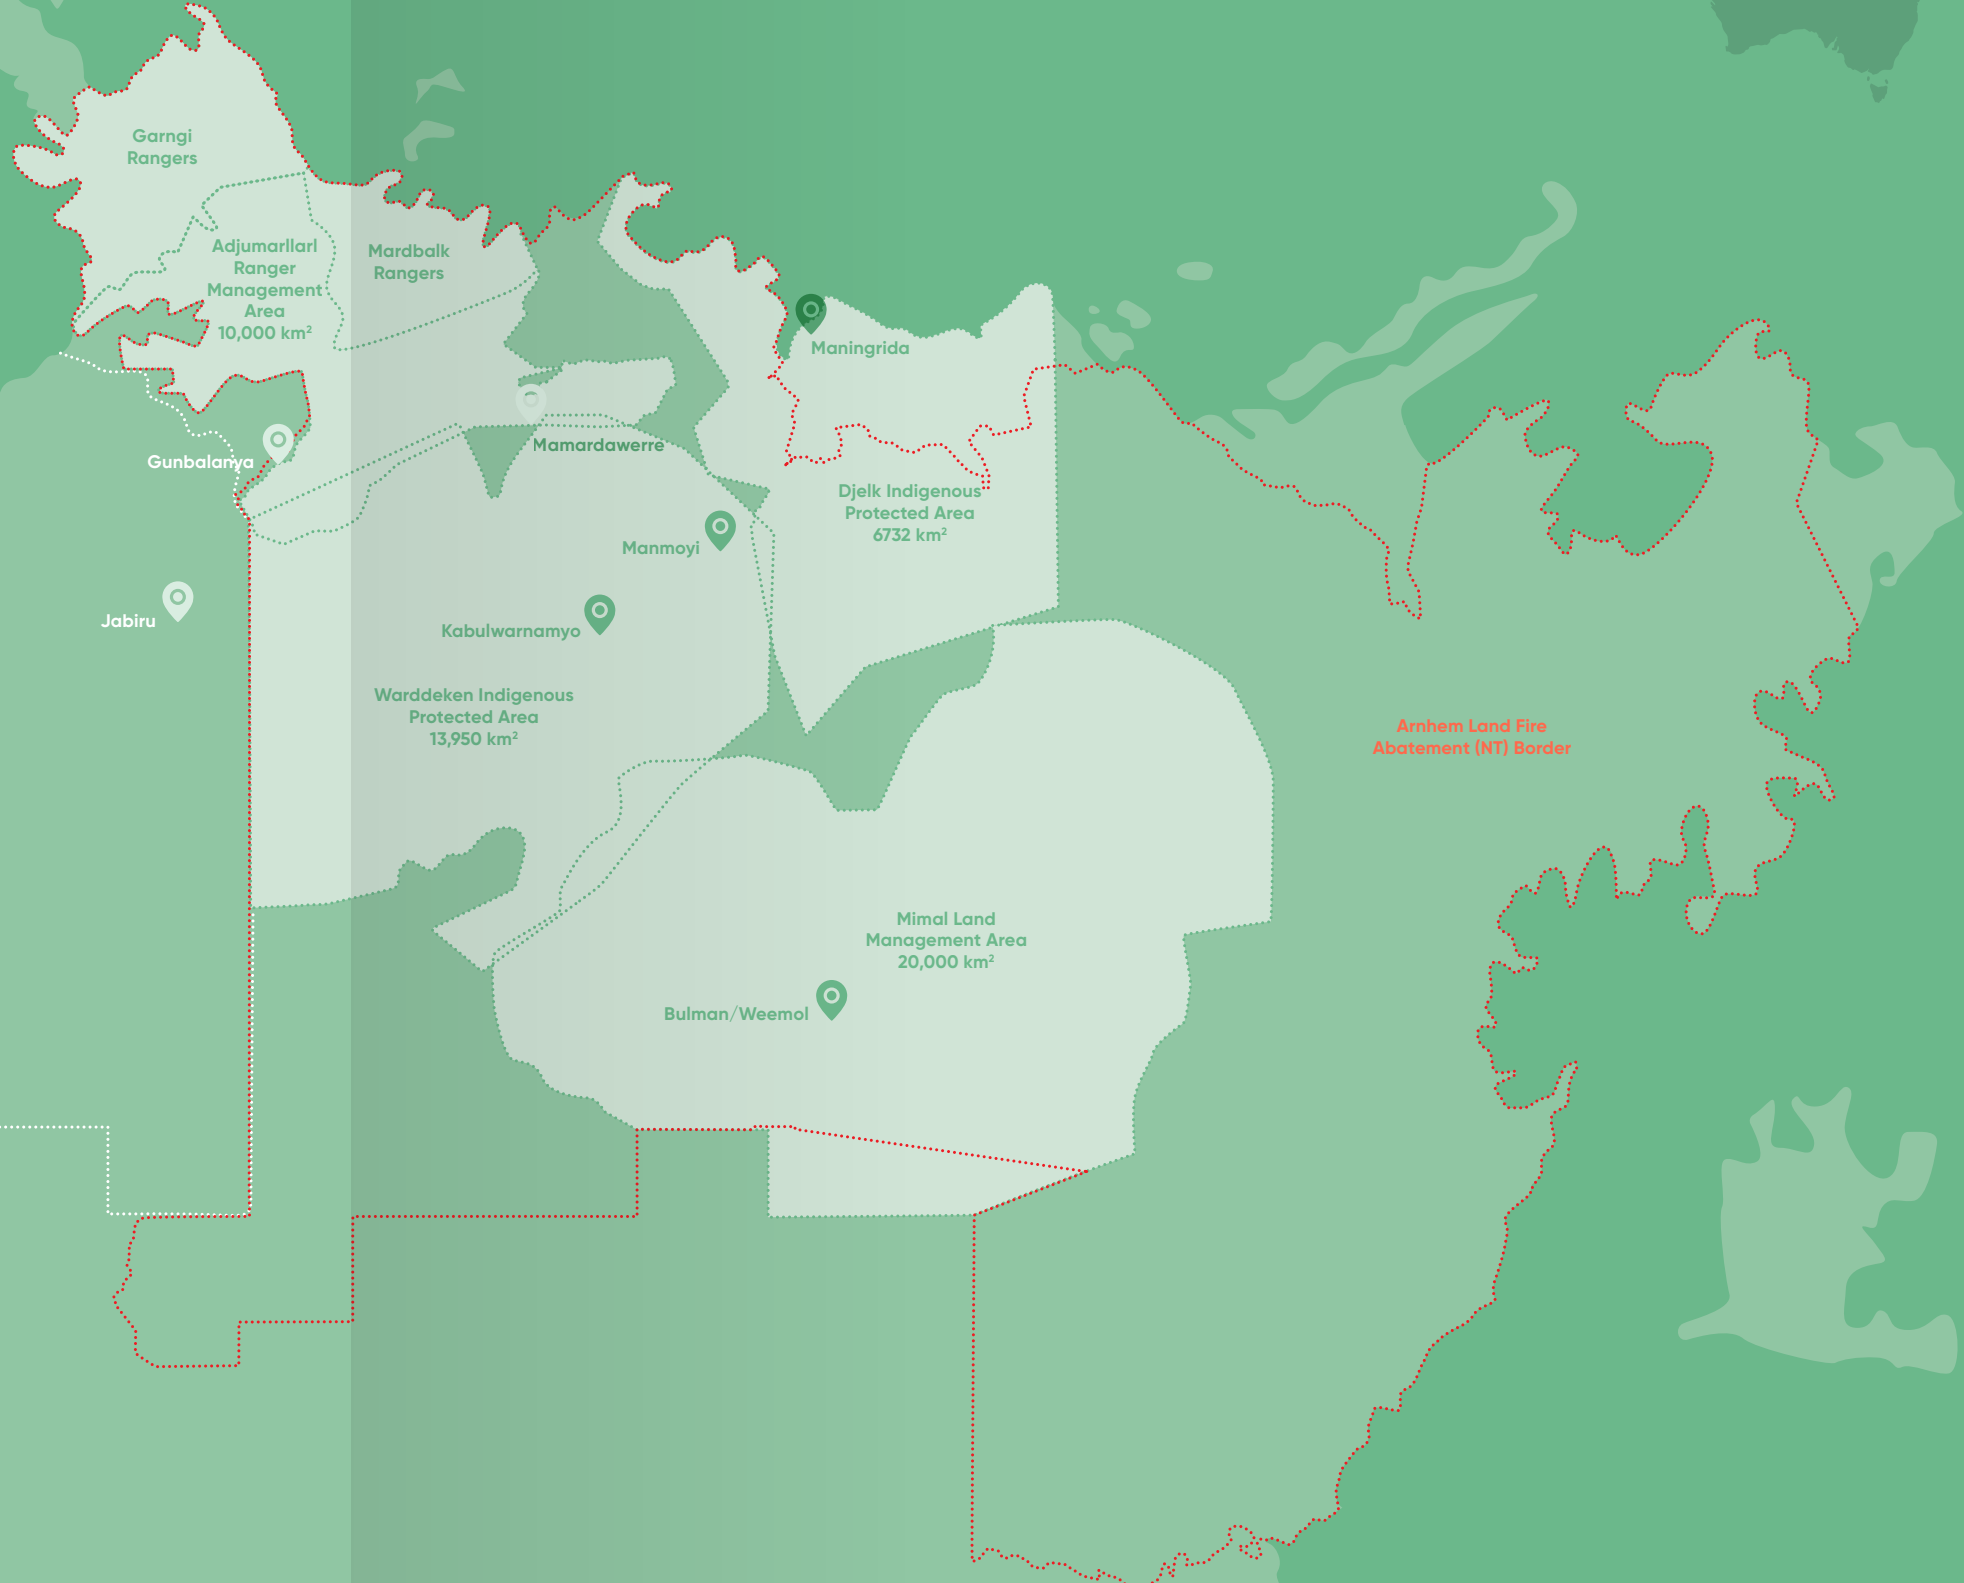 Garngi
Rangers
Adjumarllarl
Ranger
Management
Area
10,000 km²
Mardbalk
Rangers
Maningrida
Mamardawerre
Gunbalanya
Djelk Indigenous
Protected Area
6732 km²
Manmoyi
Jabiru
Kabulwarnamyo
Warddeken Indigenous
Protected Area
13,950 km²
Arnhem Land Fire
Abatement (NT) Border
Mimal Land
Management Area
20,000 km²
Bulman/Weemol